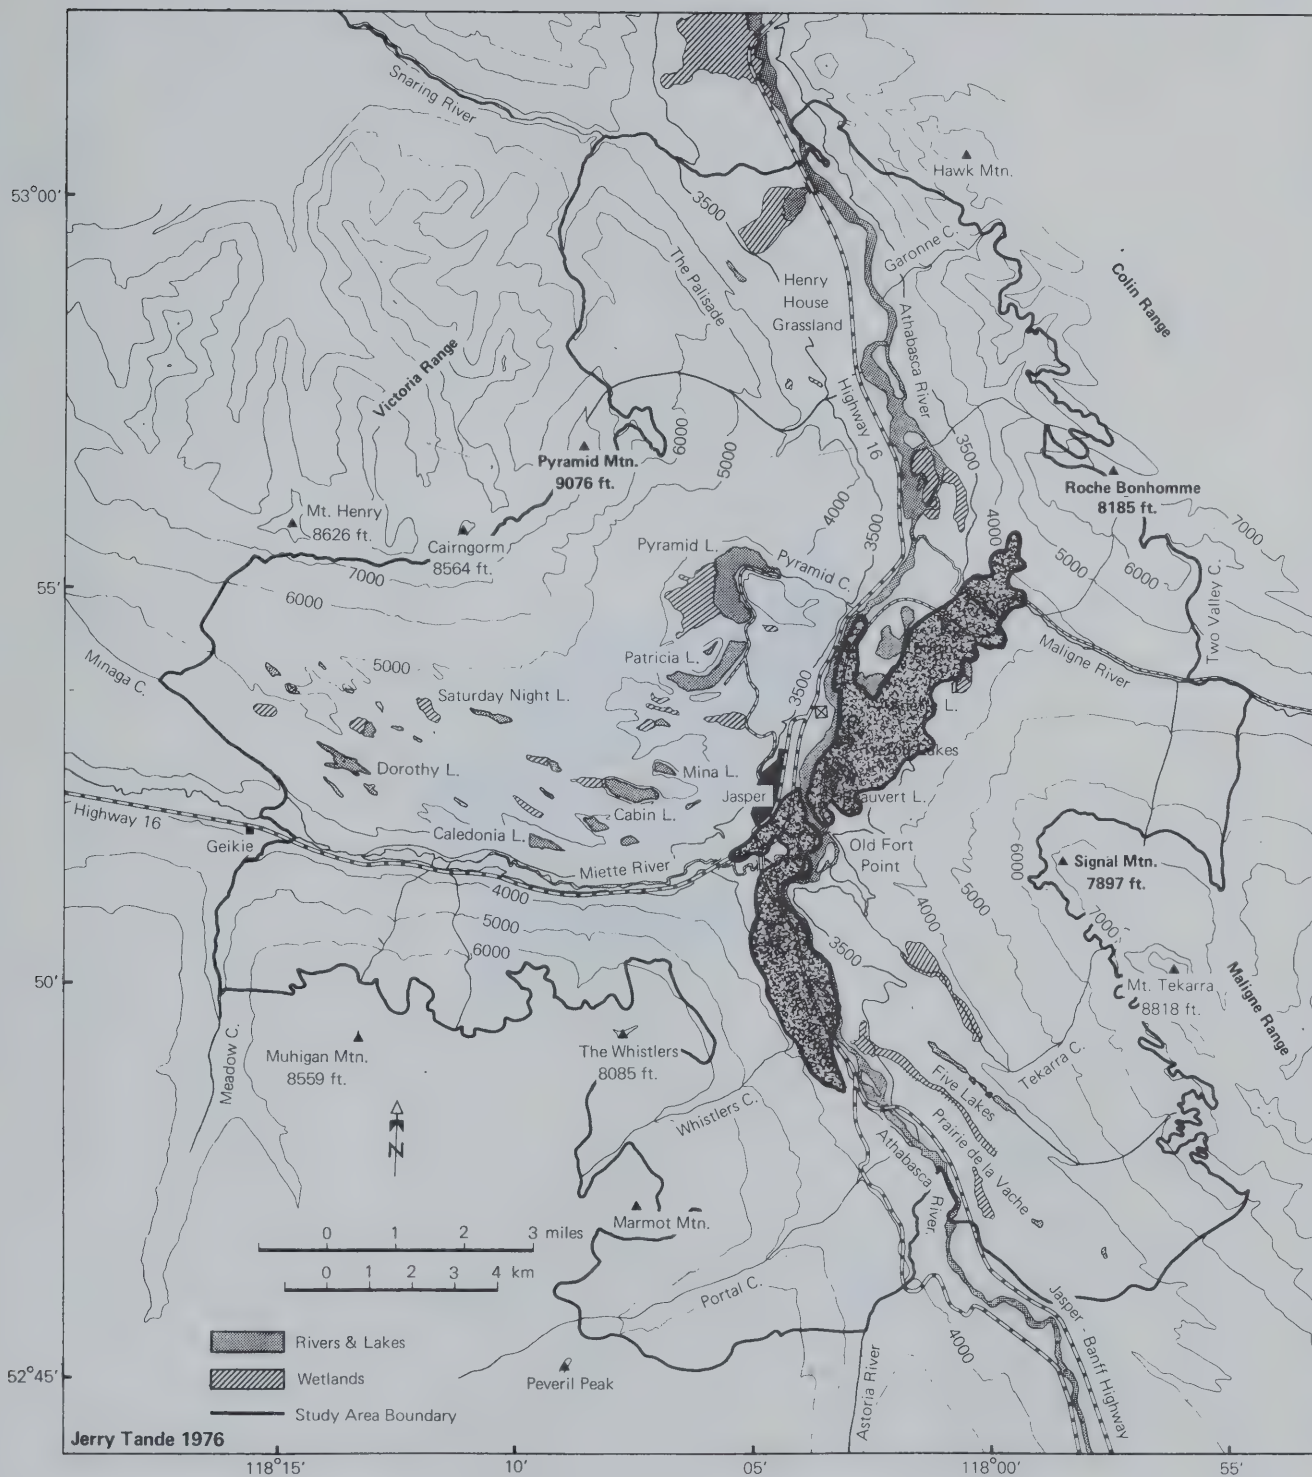 Snaring River
Hawk Mtn.
53°00'
3500
Garonne C.
The Palisade
Colin Range
Henry
House
Grassland
Athabasca River
Victoria Range
Highway 16
6000
5000
3500
Pyramid Mtn.
9076 ft.
Roche Bonhomme
8185 ft.
4000
4000
7000
Mt. Henry
8626 ft.
3500
Cairngorm
8564 ft.
Pyramid L.
Pyramid C.
5000
6000
55'
7000
6000
Two Valley C.
Minaga C.
5000
Patricia L.
Maligne River
Saturday Night L.
3500
L.
Lakes
Dorothy L.
Mina L.
Jasper
auvert L.
Highway 16
Cabin L.
Caledonia L.
Geikie
Miette River
Old Fort
Point
6000
Signal Mtn.
7897 ft.
4000
5000
6000
4000
5000
7000
3500
50'
Mt. Tekarra
8818 ft.
Maligne Range
Meadow C.
Muhigan Mtn.
8559 ft.
The Whistlers
8085 ft.
Five Lakes
Tekarra C.
Whistlers C.
Prairie de la Vache
Athabasca River
N
Marmot Mtn.
0 1 2 3 miles
0 1 2 3 4 km
Portal C.
Jasper - Banff Highway
4000
Rivers & Lakes
52°45'
Wetlands
Peveril Peak
Study Area Boundary
Astoria River
Jerry Tande 1976
118°15' 10' 05' 118°00' 55'